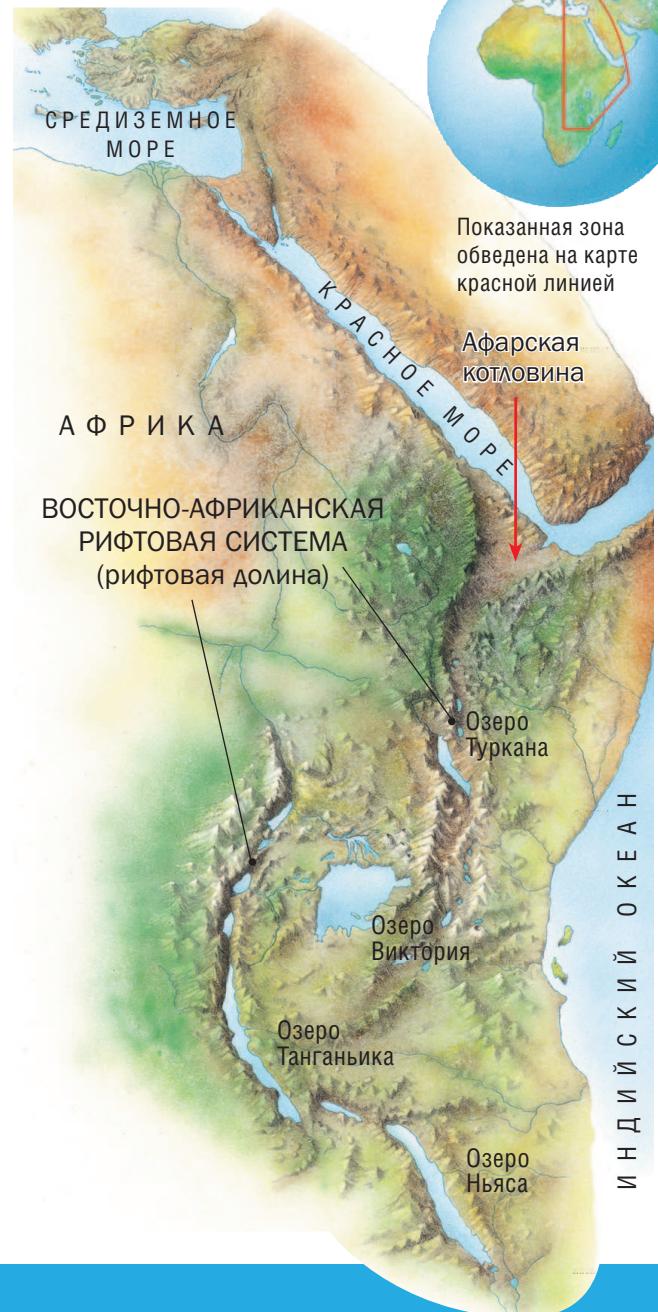 СРЕДИЗЕМНОЕ
МОРЕ
Показанная зона
обведена на карте
красной линией
КРАСНОЕ МОРЕ
Афарская
котловина
АФРИКА
ВОСТОЧНО-АФРИКАНСКАЯ
РИФТОВАЯ СИСТЕМА
(рифтовая долина)
Озеро
Туркана
ИНДИЙСКИЙ ОКЕАН
Озеро
Виктория
Озеро
Танганьика
Озеро
Ньяса